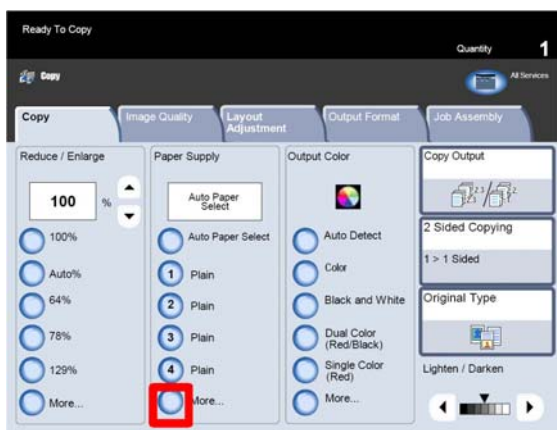 Ready To Copy
Quantity 1
Copy
All Services
Copy
Image Quality
Layout
Adjustment
Output Format
Job Assembly
Reduce / Enlarge
100 %
100%
Auto%
64%
78%
129%
More...
Paper Supply
Auto Paper
Select
Auto Paper Select
1 Plain
2 Plain
3 Plain
4 Plain
More...
Output Color
Auto Detect
Color
Black and White
Dual Color
(Red/Black)
Single Color
(Red)
More...
Copy Output
2 Sided Copying
1 > 1 Sided
Original Type
Lighten / Darken